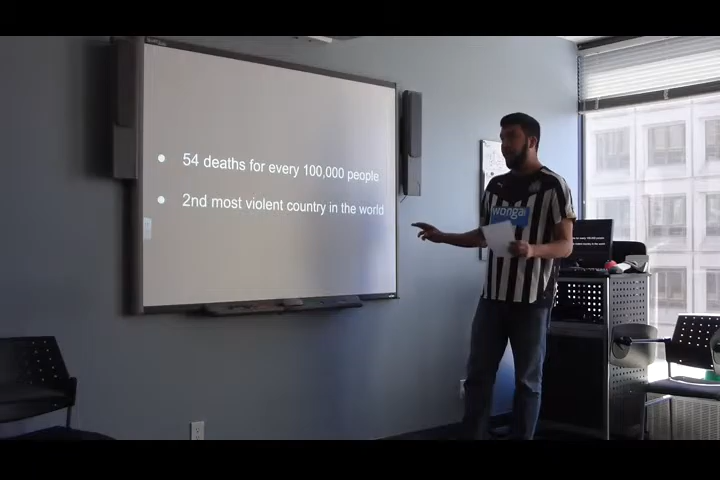 54 deaths for every 100,000 people
2nd most violent country in the world
wonga